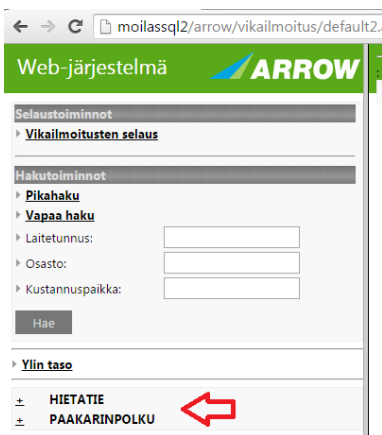 moilassql2/arrow/vikailmoitus/default2.
Web-järjestelmä ARROW
Selaustoiminnot
Vikailmoitusten selaus
Hakutoiminnot
Pikahaku
Vapaa haku
Laitetunnus:
Osasto:
Kustannuspaikka:
Hae
Ylin taso
+ HIETATIE
+ PAAKARINPOLKU